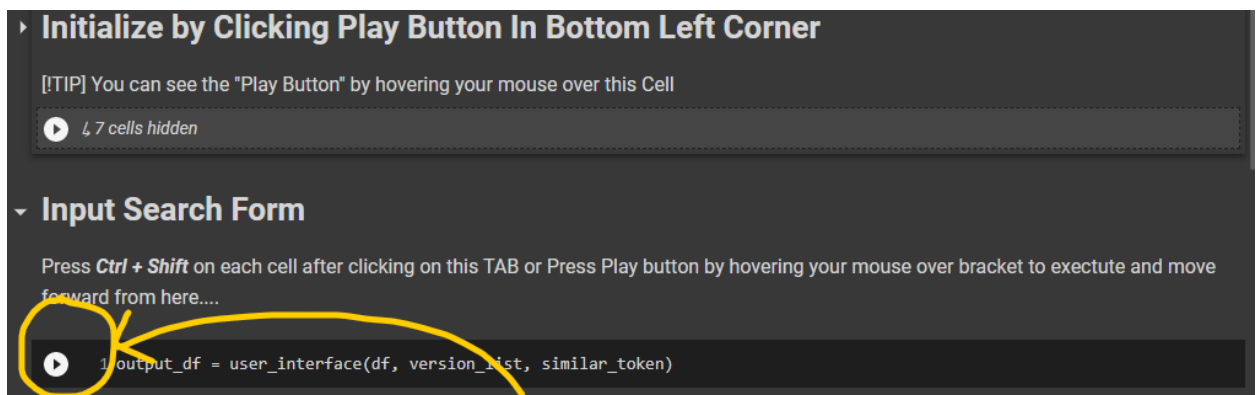 Initialize by Clicking Play Button In Bottom Left Corner
[!TIP] You can see the "Play Button" by hovering your mouse over this Cell
7 cells hidden
Input Search Form
Press Ctrl + Shift on each cell after clicking on this TAB or Press Play button by hovering your mouse over bracket to exectute and move
forward from here....
1 output_df = user_interface(df, version_list, similar_token)